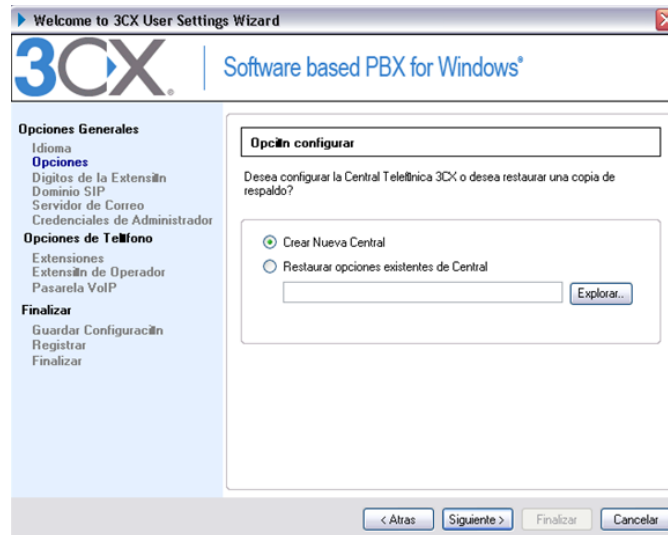 Welcome to 3CX User Settings Wizard
3CX.
Software based PBX for Windows®
Opciones Generales
Idioma
Opciones
Digitos de la Extensiln
Dominio SIP
Servidor de Correo
Credenciales de Administrador
Opciones de Tellfono
Extensiones
Extensiln de Operador
Pasarela VoIP
Finalizar
Guardar Configuraciln
Registrar
Finalizar
Opciln configurar
Desea configurar la Central Teleflnica 3CX o desea restaurar una copia de
respaldo?
Crear Nueva Central
Restaurar opciones existentes de Central
Explorar..
< Atras
Siguiente >
Finalizar
Cancelar